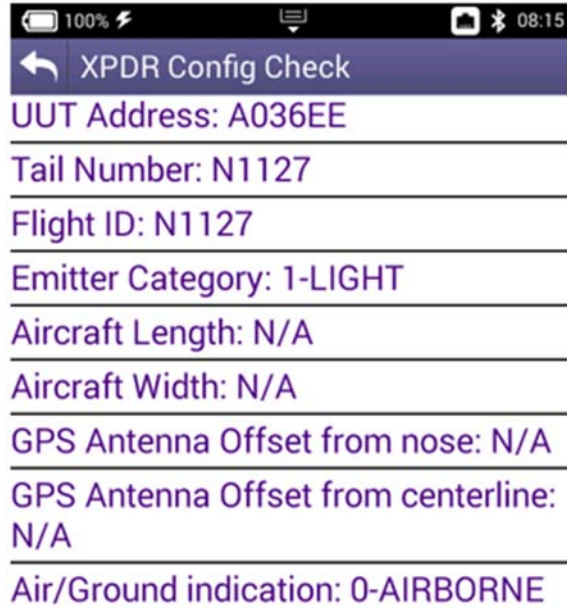 100% 08:15
XPDR Config Check
UUT Address: A036EE
Tail Number: N1127
Flight ID: N1127
Emitter Category: 1-LIGHT
Aircraft Length: N/A
Aircraft Width: N/A
GPS Antenna Offset from nose: N/A
GPS Antenna Offset from centerline:
N/A
Air/Ground indication: 0-AIRBORNE